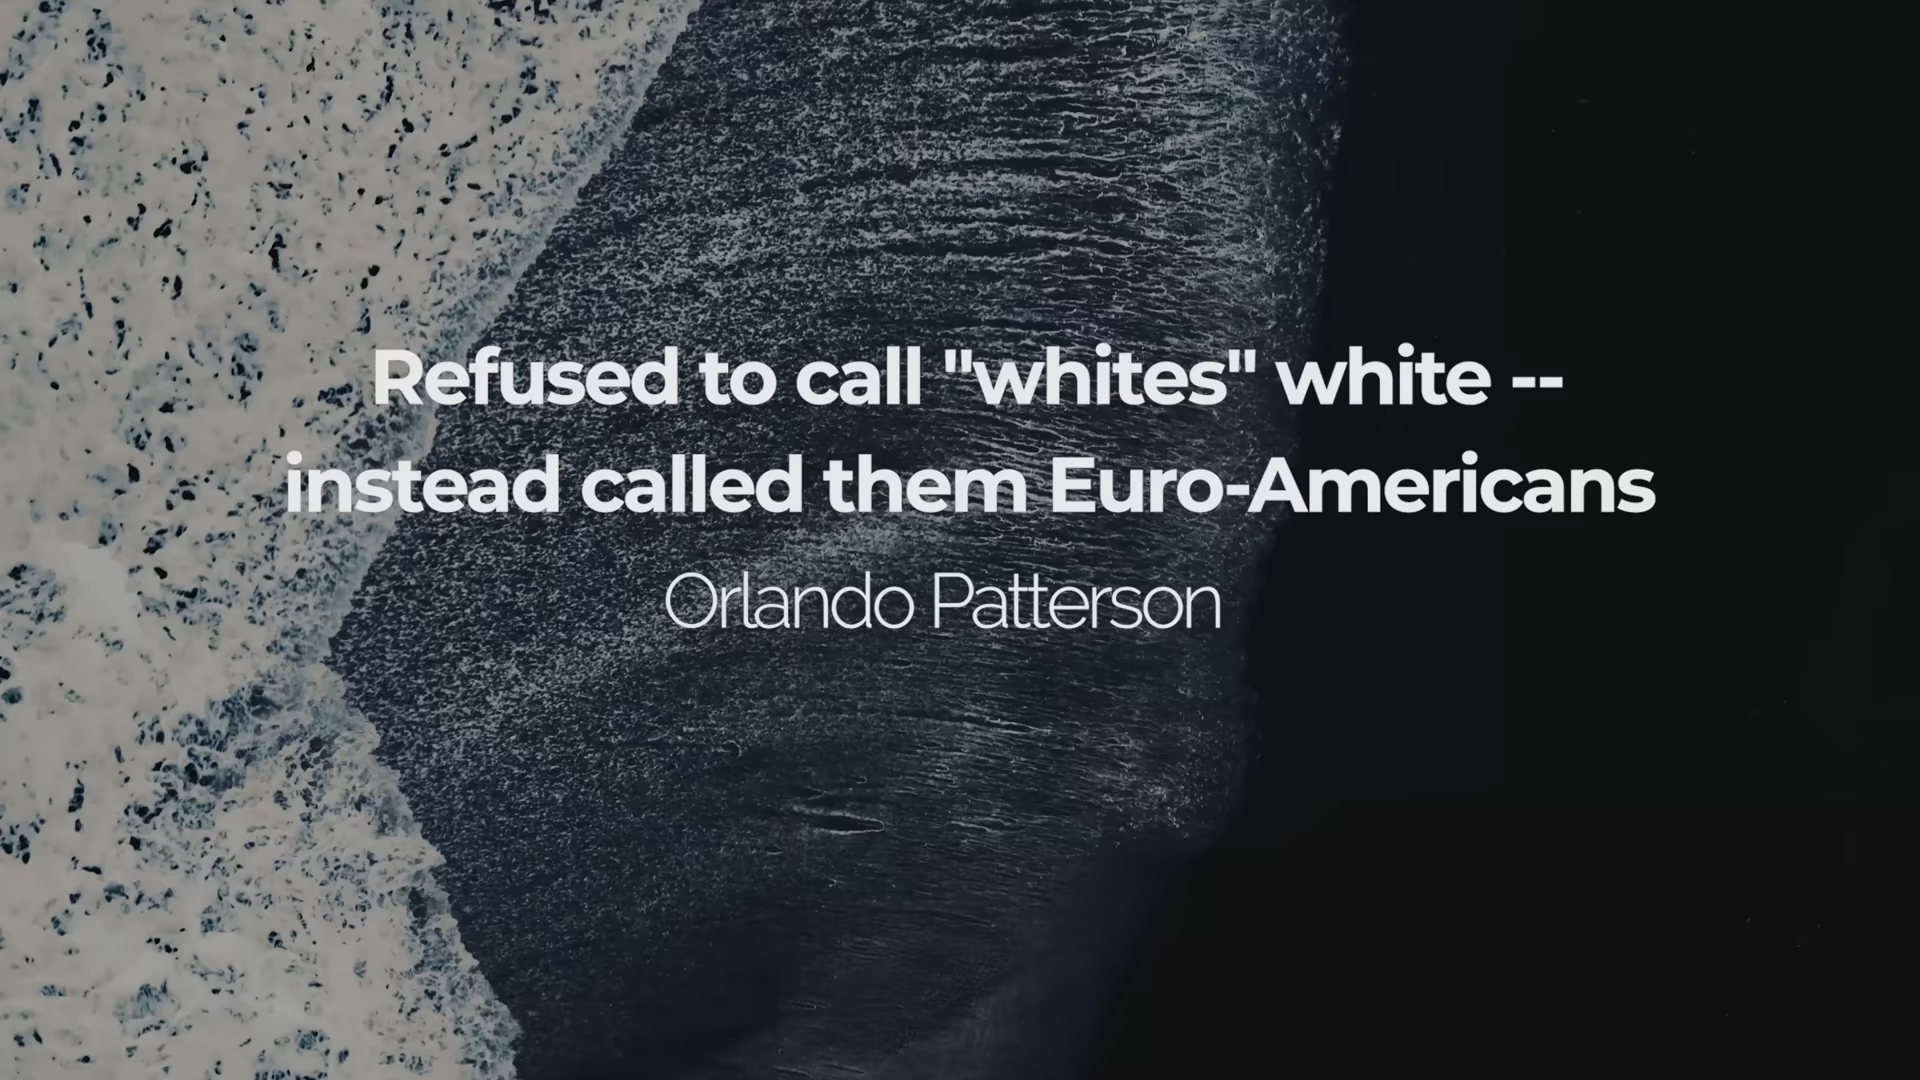 Refused to call "whites" white --
instead called them Euro-Americans
Orlando Patterson